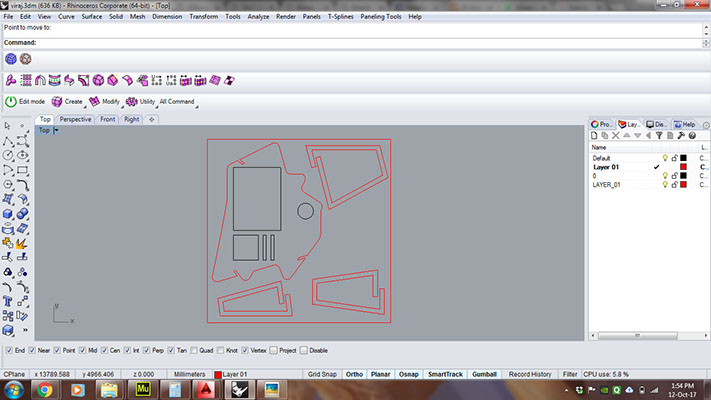 viraj.3dm (636 KB) - Rhinoceros Corporate (64-bit) - [Top]
File Edit View Curve Surface Solid Mesh Dimension Transform Tools Analyze Render Panels T-Splines Paneling Tools Help
Point to move to:
Command:
Edit mode Create Modify Utility All Command
Top Perspective Front Right
Top
Pro.. Lay.. Dis... Help
Name L...
Default C...
Layer 01 C...
0 C...
LAYER_01 C...
y
x
End Near Point Mid Cen Int Perp Tan Quad Knot Vertex Project Disable
CPlane x 13789.588 y 4966.406 z 0.000 Millimeters Layer 01 Grid Snap Ortho Planar Osnap SmartTrack Gumball Record History Filter CPU use: 5.8 %
Mu
1:54 PM
12-Oct-17